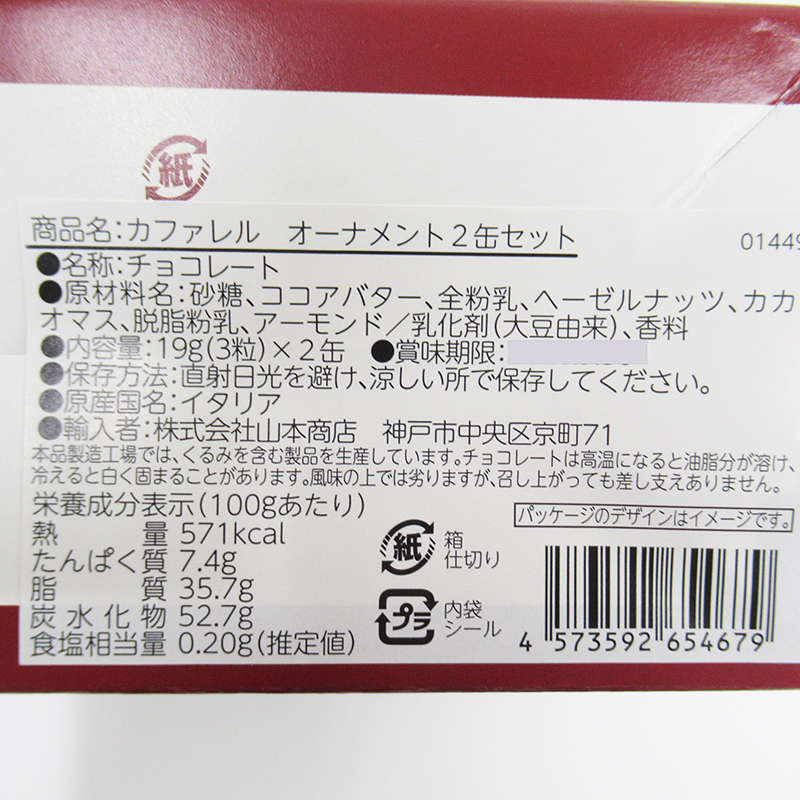 紙
商品名:カファレル オーナメント2缶セット
01449
●名称:チョコレート
●原材料名:砂糖、ココアバター、全粉乳、ヘーゼルナッツ、カカ
オマス、脱脂粉乳、アーモンド/乳化剤(大豆由来)、香料
●内容量:19g(3粒)×2缶 ●賞味期限:
●保存方法:直射日光を避け、涼しい所で保存してください。
●原産国名:イタリア
●輸入者:株式会社山本商店 神戸市中央区京町71
本品製造工場では、くるみを含む製品を生産しています。チョコレートは高温になると油脂分が溶け、
冷えると白く固まることがあります。風味の上では劣りますが、召し上がっても差し支えありません。
栄養成分表示(100gあたり)
熱量 571kcal
たんぱく質 7.4g
脂質 35.7g
炭水化物 52.7g
食塩相当量 0.20g(推定値)
パッケージのデザインはイメージです。
紙 箱
仕切り
プラ 内袋
シール
4 573592 654679